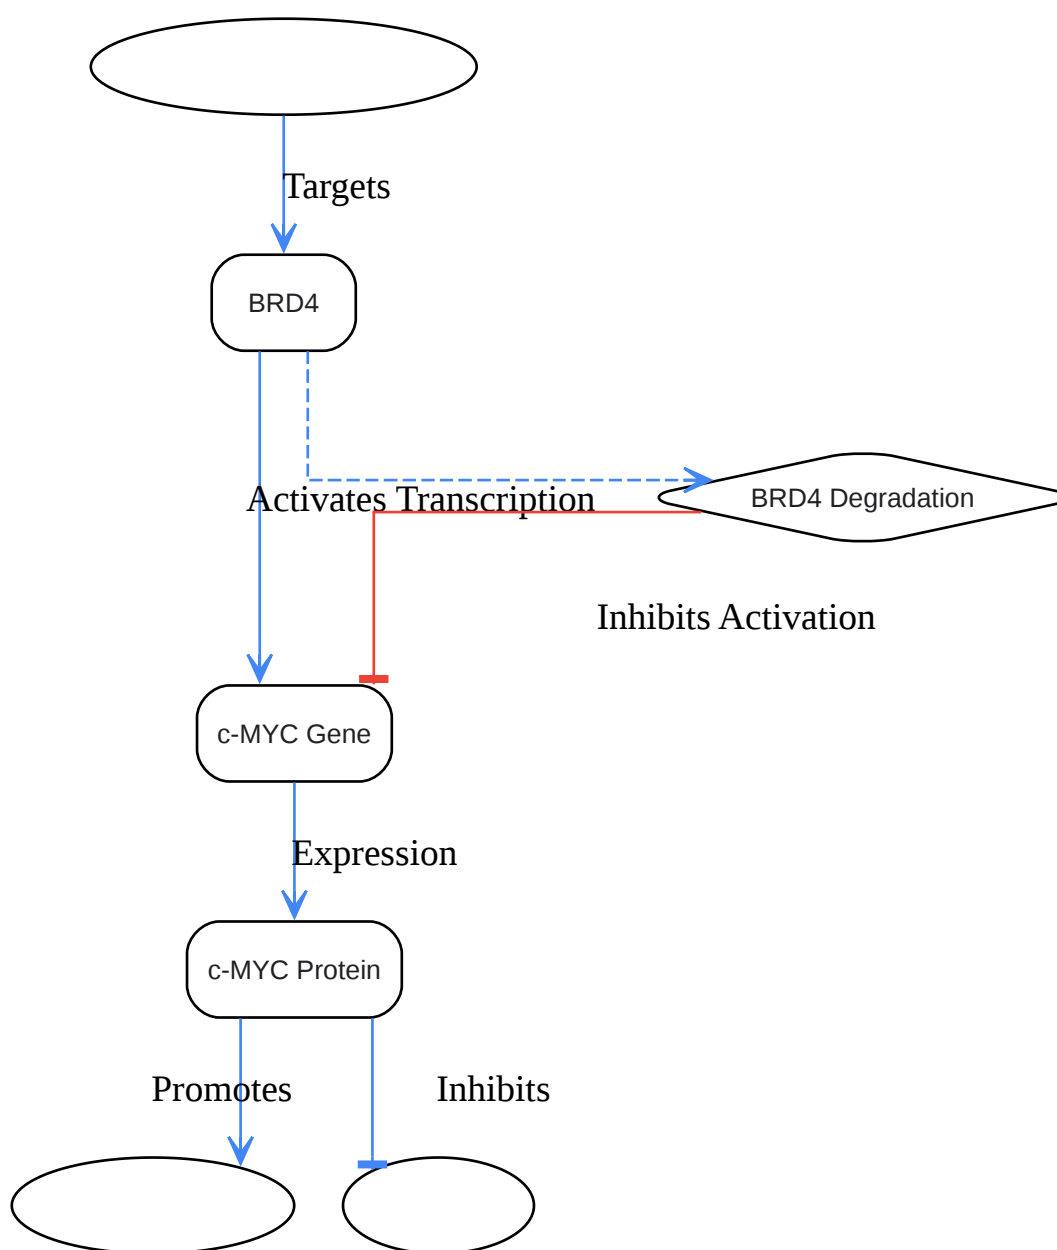 Targets
BRD4
Activates Transcription
BRD4 Degradation
Inhibits Activation
c-MYC Gene
Expression
c-MYC Protein
Promotes
Inhibits